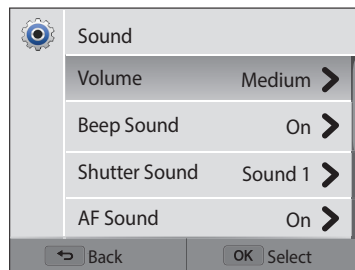 Sound
Volume Medium
Beep Sound On
Shutter Sound Sound 1
AF Sound On
Back OK Select